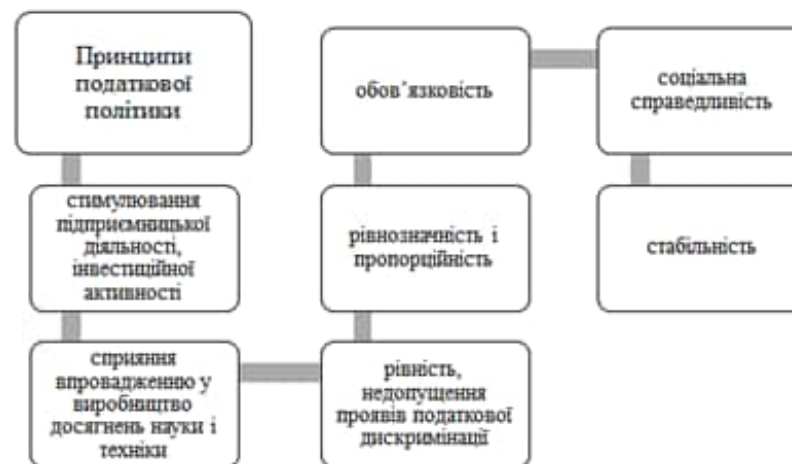 Принципи
податкової
політики
стимулювання
підприємницької
діяльності,
інвестиційної
активності
сприяння
впровадженню у
виробництво
досягнень науки і
техніки
рівність,
недопущення
проявів податкової
дискримінації
рівнозначність і
пропорційність
обов´язковість
соціальна
справедливість
стабільність